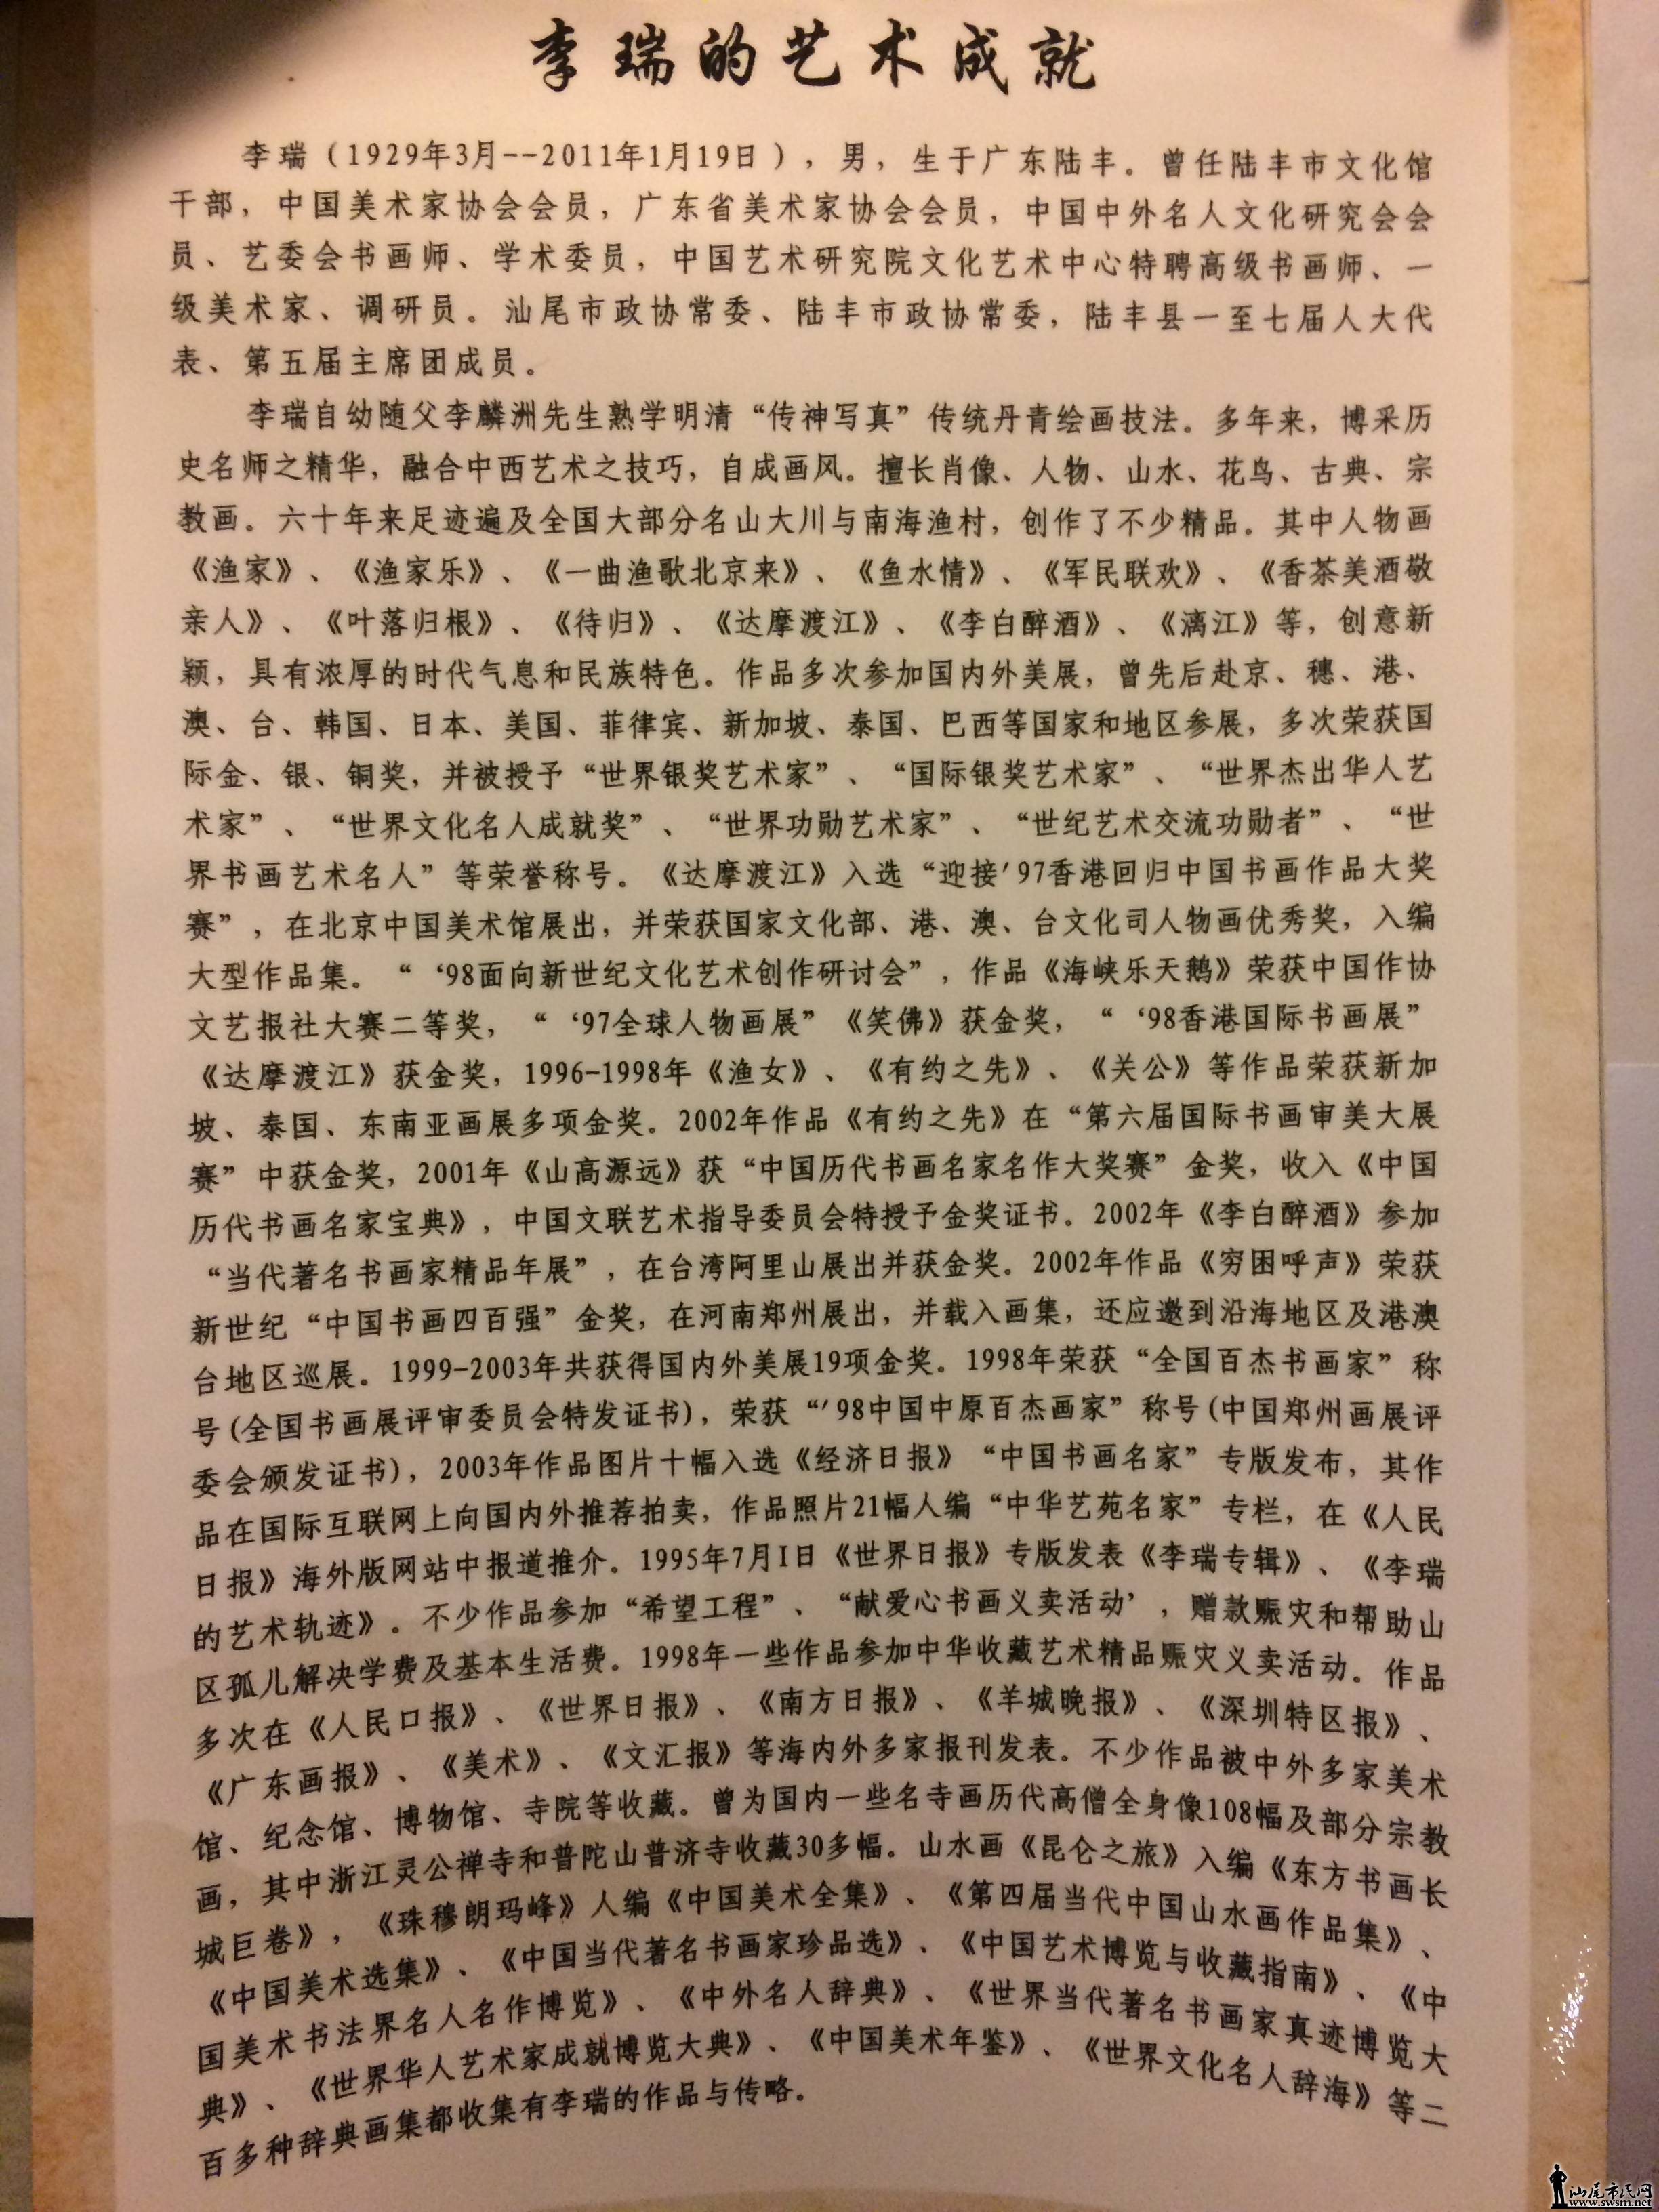 李瑞的艺术成就
李瑞（1929年3月--2011年1月19日），男，生于广东陆丰。曾任陆丰市文化馆
干部，中国美术家协会会员，广东省美术家协会会员，中国中外名人文化研究会会
员、艺委会书画师、学术委员，中国艺术研究院文化艺术中心特聘高级书画师、一
级美术家、调研员。汕尾市政协常委、陆丰市政协常委，陆丰县一至七届人大代
表、第五届主席团成员。
李瑞自幼随父李麟洲先生熟学明清“传神写真”传统丹青绘画技法。多年来，博采历
史名师之精华，融合中西艺术之技巧，自成画风。擅长肖像、人物、山水、花鸟、古典、宗
教画。六十年来足迹遍及全国大部分名山大川与南海渔村，创作了不少精品。其中人物画
《渔家》、《渔家乐》、《一曲渔歌北京来》、《鱼水情》、《军民联欢》、《香茶美酒敬
亲人》、《叶落归根》、《待归》、《达摩渡江》、《李白醉酒》、《漓江》等，创意新
颖，具有浓厚的时代气息和民族特色。作品多次参加国内外美展，曾先后赴京、穗、港、
澳、台、韩国、日本、美国、菲律宾、新加坡、泰国、巴西等国家和地区参展，多次荣获国
际金、银、铜奖，并被授予“世界银奖艺术家”、“国际银奖艺术家”、“世界杰出华人艺
术家”、“世界文化名人成就奖”、“世界功勋艺术家”、“世纪艺术交流功勋者”、“世
界书画艺术名人”等荣誉称号。《达摩渡江》入选“迎接'97香港回归中国书画作品大奖
赛”，在北京中国美术馆展出，并荣获国家文化部、港、澳、台文化司人物画优秀奖，入编
大型作品集。“ ‘98面向新世纪文化艺术创作研讨会”，作品《海峡乐天鹅》荣获中国作协
文艺报社大赛二等奖，“ ‘97全球人物画展”《笑佛》获金奖，“ ‘98香港国际书画展”
《达摩渡江》获金奖，1996-1998年《渔女》、《有约之先》、《关公》等作品荣获新加
坡、泰国、东南亚画展多项金奖。2002年作品《有约之先》在“第六届国际书画审美大展
赛”中获金奖，2001年《山高源远》获“中国历代书画名家名作大奖赛”金奖，收入《中国
历代书画名家宝典》，中国文联艺术指导委员会特授予金奖证书。2002年《李白醉酒》参加
“当代著名书画家精品年展”，在台湾阿里山展出并获金奖。2002年作品《穷困呼声》荣获
新世纪“中国书画四百强”金奖，在河南郑州展出，并载入画集，还应邀到沿海地区及港澳
台地区巡展。1999-2003年共获得国内外美展19项金奖。1998年荣获“全国百杰书画家”称
号(全国书画展评审委员会特发证书)，荣获“'98中国中原百杰画家”称号(中国郑州画展评
委会颁发证书)，2003年作品图片十幅入选《经济日报》“中国书画名家”专版发布，其作
品在国际互联网上向国内外推荐拍卖，作品照片21幅人编“中华艺苑名家”专栏，在《人民
日报》海外版网站中报道推介。1995年7月I日《世界日报》专版发表《李瑞专辑》、《李瑞
的艺术轨迹》。不少作品参加“希望工程”、“献爱心书画义卖活动’，赠款赈灾和帮助山
区孤儿解决学费及基本生活费。1998年一些作品参加中华收藏艺术精品赈灾义卖活动。作品
多次在《人民口报》、《世界日报》、《南方日报》、《羊城晚报》、《深圳特区报》、
《广东画报》、《美术》、《文汇报》等海内外多家报刊发表。不少作品被中外多家美术
馆、纪念馆、博物馆、寺院等收藏。曾为国内一些名寺画历代高僧全身像108幅及部分宗教
画，其中浙江灵公禅寺和普陀山普济寺收藏30多幅。山水画《昆仑之旅》入编《东方书画长
城巨卷》，《珠穆朗玛峰》人编《中国美术全集》、《第四届当代中国山水画作品集》、
《中国美术选集》、《中国当代著名书画家珍品选》、《中国艺术博览与收藏指南》、《中
国美术书法界名人名作博览》、《中外名人辞典》、《世界当代著名书画家真迹博览大
典》、《世界华人艺术家成就博览大典》、《中国美术年鉴》、《世界文化名人辞海》等二
百多种辞典画集都收集有李瑞的作品与传略。
汕尾市民网
www.swsm.net